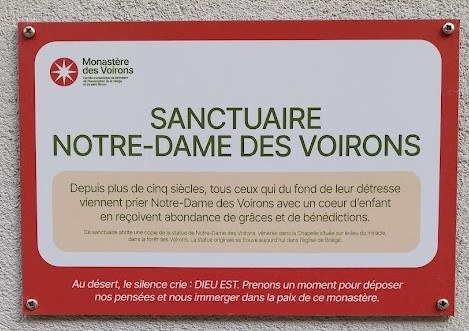 Monastère
des Voirons
SANCTUAIRE
NOTRE-DAME DES VOIRONS
Depuis plus de cinq siècles, tous ceux qui du fond de leur détresse
viennent prier Notre-Dame des Voirons avec un coeur d'enfant
en reçoivent abondance de grâces et de bénédictions.
Ce sanctuaire abrite une copie de la statue de Notre-Dame des Voirons, vénérée dans la Chapelle située sur le lieu du miracle,
dans la forêt des Voirons. La statue originale se trouve aujourd'hui dans l'église de Boëge.
Au désert, le silence crie : DIEU EST. Prenons un moment pour déposer
nos pensées et nous immerger dans la paix de ce monastère.